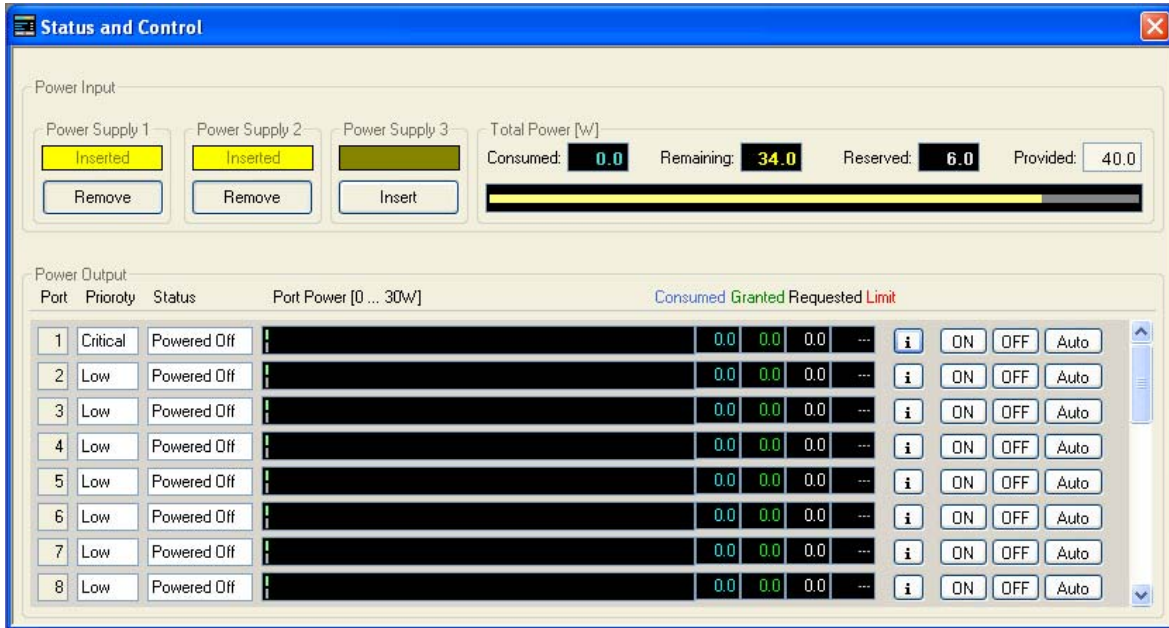 Status and Control
Power Input
Power Supply 1 Power Supply 2 Power Supply 3 Total Power [W]
Inserted Inserted Consumed: 0.0 Remaining: 34.0 Reserved: 6.0 Provided: 40.0
Remove Remove Insert
Power Output
Port Prioroty Status Port Power [0 ... 30W] Consumed Granted Requested Limit
1 Critical Powered Off 0.0 0.0 0.0 --- i ON OFF Auto
2 Low Powered Off 0.0 0.0 0.0 --- i ON OFF Auto
3 Low Powered Off 0.0 0.0 0.0 --- i ON OFF Auto
4 Low Powered Off 0.0 0.0 0.0 --- i ON OFF Auto
5 Low Powered Off 0.0 0.0 0.0 --- i ON OFF Auto
6 Low Powered Off 0.0 0.0 0.0 --- i ON OFF Auto
7 Low Powered Off 0.0 0.0 0.0 --- i ON OFF Auto
8 Low Powered Off 0.0 0.0 0.0 --- i ON OFF Auto